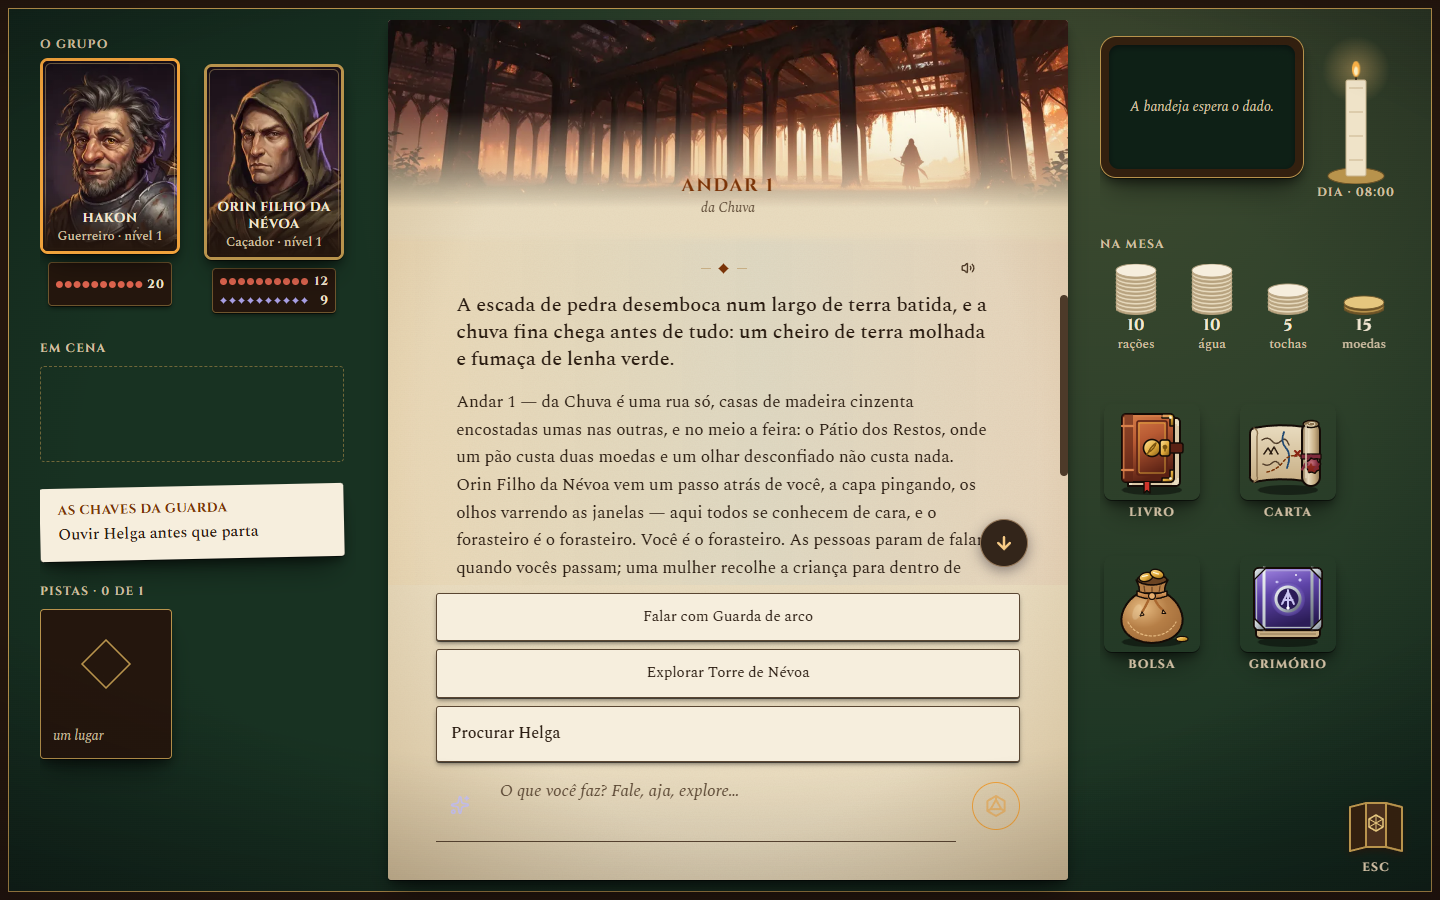 O GRUPO
HAKON
Guerreiro · nível 1
20
ORIN FILHO DA
NÉVOA
Caçador · nível 1
12
9
EM CENA
AS CHAVES DA GUARDA
Ouvir Helga antes que parta
PISTAS · 0 DE 1
um lugar
ANDAR 1
da Chuva
A escada de pedra desemboca num largo de terra batida, e a
chuva fina chega antes de tudo: um cheiro de terra molhada
e fumaça de lenha verde.
Andar 1 — da Chuva é uma rua só, casas de madeira cinzenta
encostadas umas nas outras, e no meio a feira: o Pátio dos Restos, onde
um pão custa duas moedas e um olhar desconfiado não custa nada.
Orin Filho da Névoa vem um passo atrás de você, a capa pingando, os
olhos varrendo as janelas — aqui todos se conhecem de cara, e o
forasteiro é o forasteiro. Você é o forasteiro. As pessoas param de falar
quando vocês passam; uma mulher recolhe a criança para dentro de
Falar com Guarda de arco
Explorar Torre de Névoa
Procurar Helga
O que você faz? Fale, aja, explore...
A bandeja espera o dado.
DIA · 08:00
NA MESA
10
rações
10
água
5
tochas
15
moedas
LIVRO
CARTA
BOLSA
GRIMÓRIO
ESC